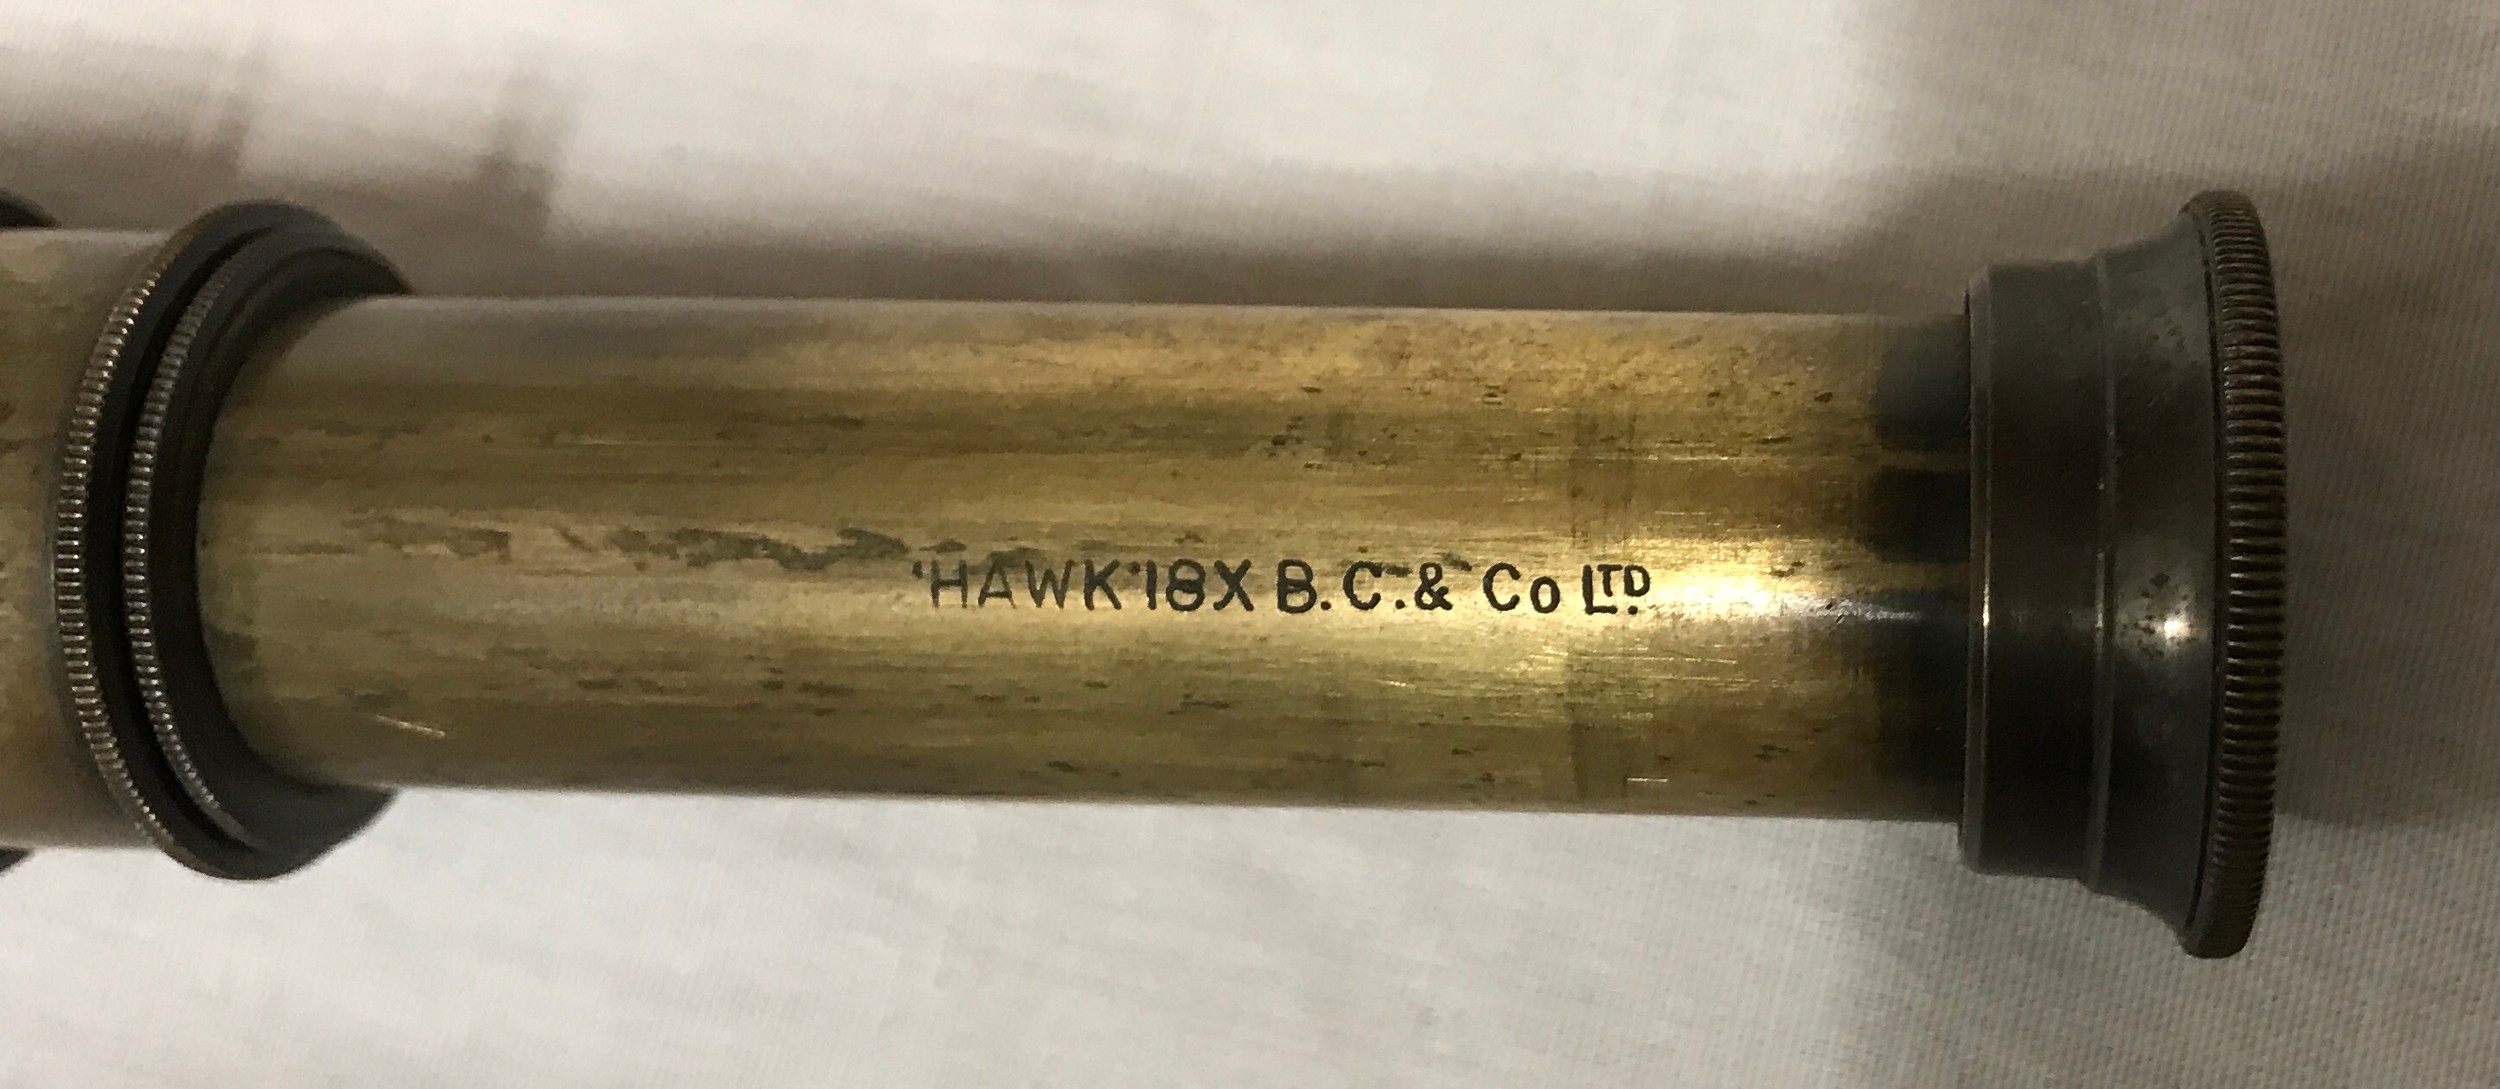 'HAWK' 18X B. C. & Co LTD.